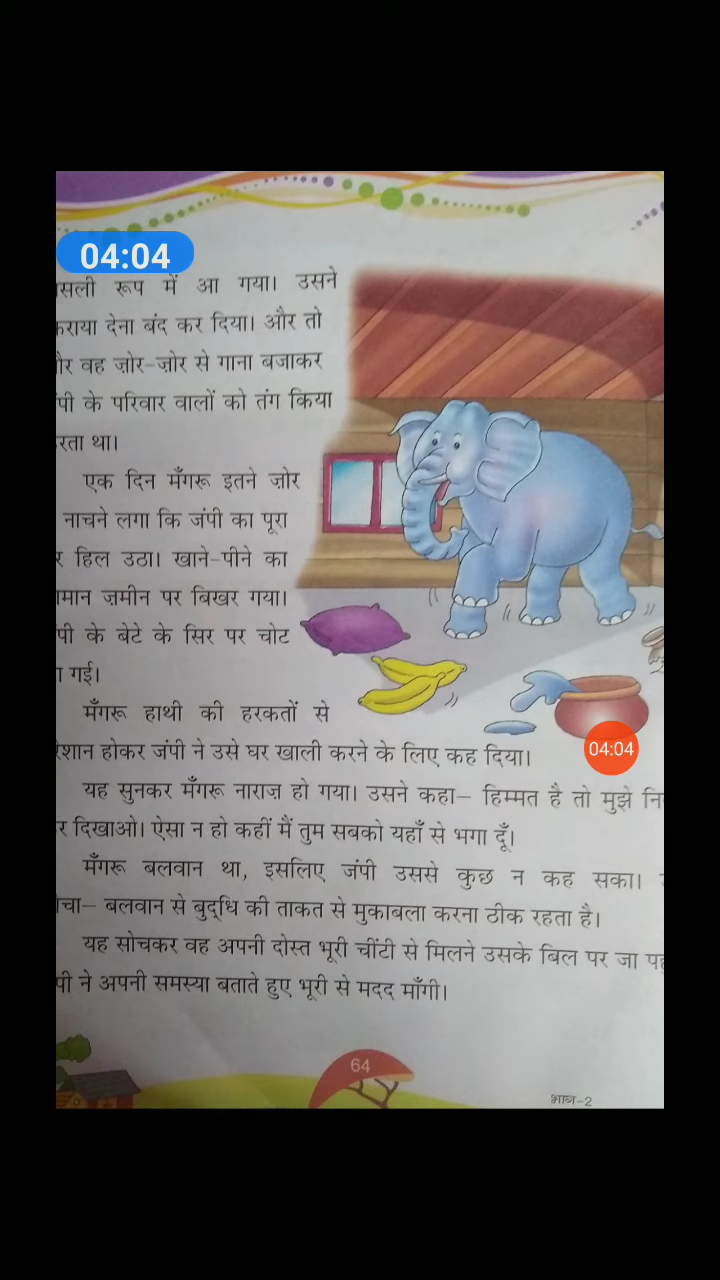 04:04
सली रूप में आ गया। उसने
कराया देना बंद कर दिया। और तो
र वह ज़ोर-ज़ोर से गाना बजाकर
पी के परिवार वालों को तंग किया
रता था।
एक दिन मँगरू इतने ज़ोर
नाचने लगा कि जंपी का पूरा
र हिल उठा। खाने-पीने का
मान ज़मीन पर बिखर गया।
पी के बेटे के सिर पर चोट
गई।
मँगरू हाथी की हरकतों से
रेशान होकर जंपी ने उसे घर खाली करने के लिए कह दिया।
04:04
यह सुनकर मँगरू नाराज़ हो गया। उसने कहा– हिम्मत है तो मुझे नि
र दिखाओ। ऐसा न हो कहीं मैं तुम सबको यहाँ से भगा दूँ।
मँगरू बलवान था, इसलिए जंपी उससे कुछ न कह सका।
चा– बलवान से बुद्धि की ताकत से मुकाबला करना ठीक रहता है।
यह सोचकर वह अपनी दोस्त भूरी चींटी से मिलने उसके बिल पर जा पहु
पी ने अपनी समस्या बताते हुए भूरी से मदद माँगी।
64
भाग-2